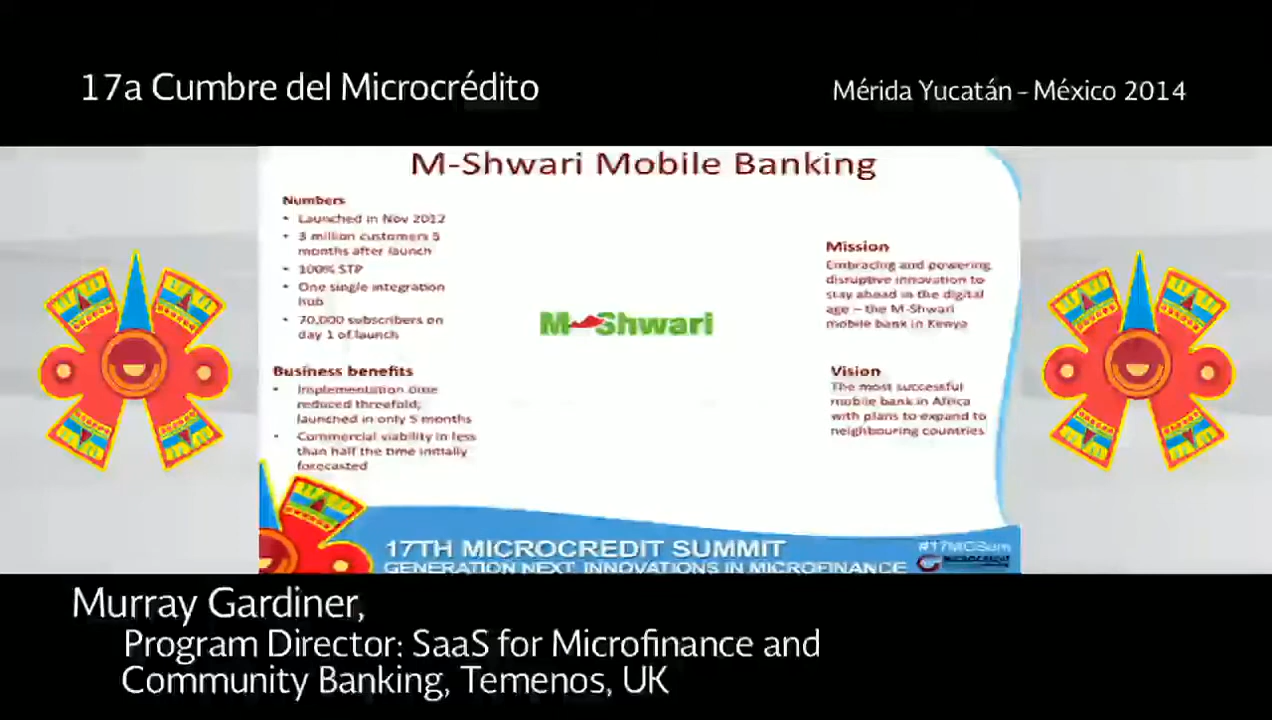 17a Cumbre del Microcrédito
Mérida Yucatán – México 2014
M-Shwari Mobile Banking
Numbers
• Launched in Nov 2012
• 3 million customers 5
months after launch
• 100% STP
• One single integration
hub
• 70,000 subscribers on
day 1 of launch
Business benefits
• Implementation time
reduced threefold,
launched in only 5 months
• Commercial viability in less
than half the time initially
forecasted
M-Shwari
Mission
Embracing and powering
disruptive innovation to
stay ahead in the digital
age – the M-Shwari
mobile bank in Kenya
Vision
The most successful
mobile bank in Africa
with plans to expand to
neighbouring countries
17TH MICROCREDIT SUMMIT
GENERATION NEXT: INNOVATIONS IN MICROFINANCE
#17MCSum
Murray Gardiner,
Program Director: SaaS for Microfinance and
Community Banking, Temenos, UK